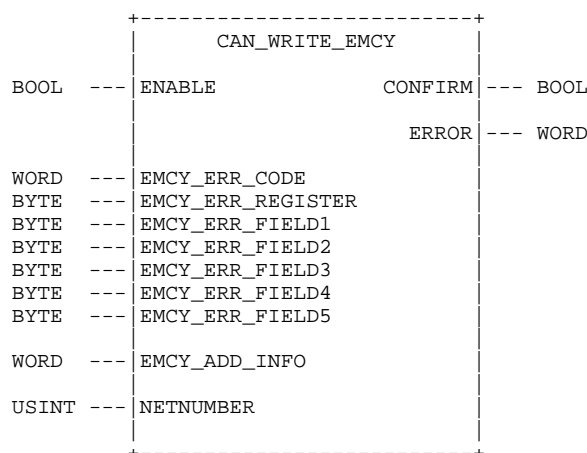 CAN_WRITE_EMCY
BOOL ---|ENABLE CONFIRM|--- BOOL
ERROR|--- WORD
WORD ---|EMCY_ERR_CODE
BYTE ---|EMCY_ERR_REGISTER
BYTE ---|EMCY_ERR_FIELD1
BYTE ---|EMCY_ERR_FIELD2
BYTE ---|EMCY_ERR_FIELD3
BYTE ---|EMCY_ERR_FIELD4
BYTE ---|EMCY_ERR_FIELD5
WORD ---|EMCY_ADD_INFO
USINT ---|NETNUMBER